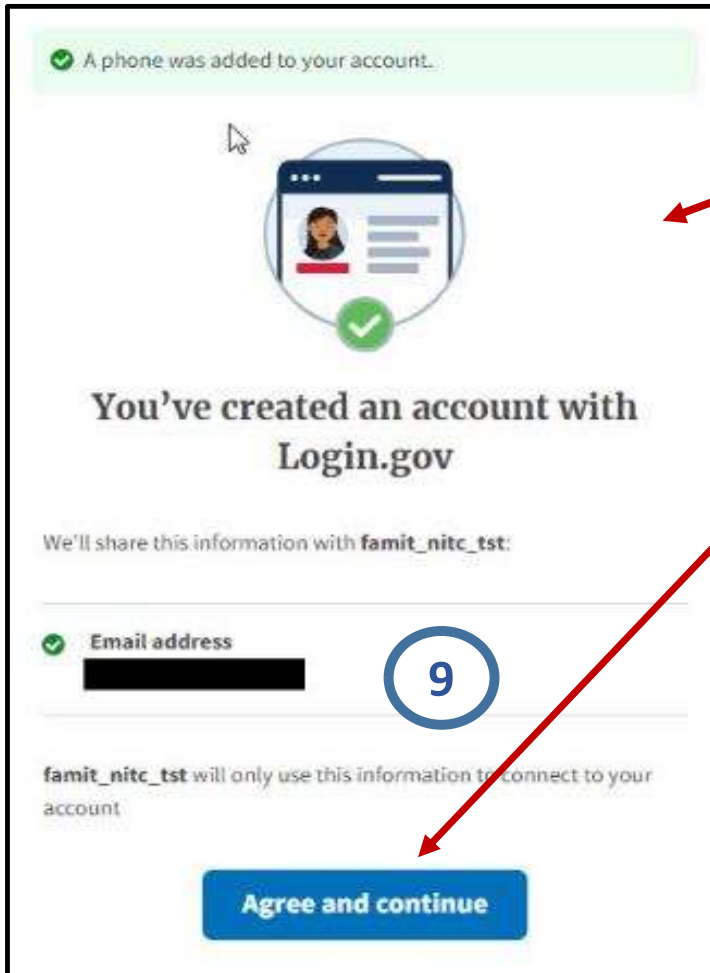 A phone was added to your account.
You've created an account with
Login.gov
We'll share this information with famit_nitc_tst:
Email address
9
famit_nitc_tst will only use this information to connect to your
account
Agree and continue